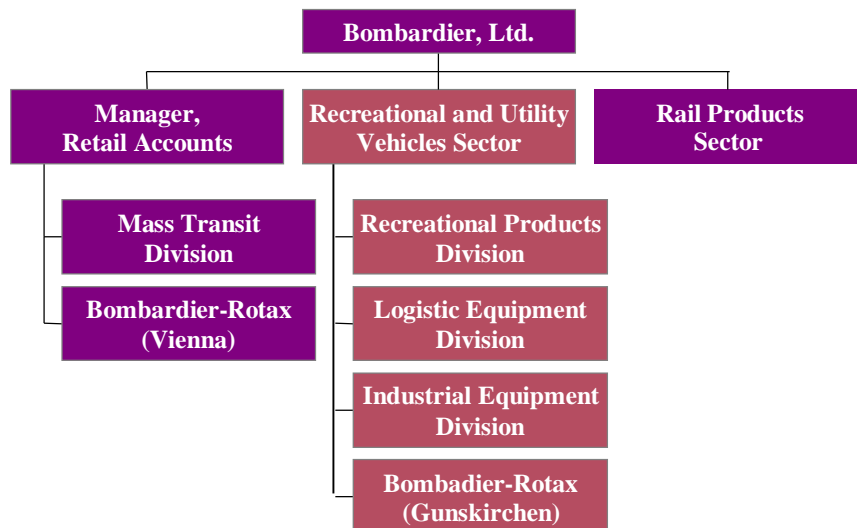 Bombardier, Ltd.
Manager,
Retail Accounts
Recreational and Utility
Vehicles Sector
Rail Products
Sector
Mass Transit
Division
Bombardier-Rotax
(Vienna)
Recreational Products
Division
Logistic Equipment
Division
Industrial Equipment
Division
Bombadier-Rotax
(Gunskirchen)